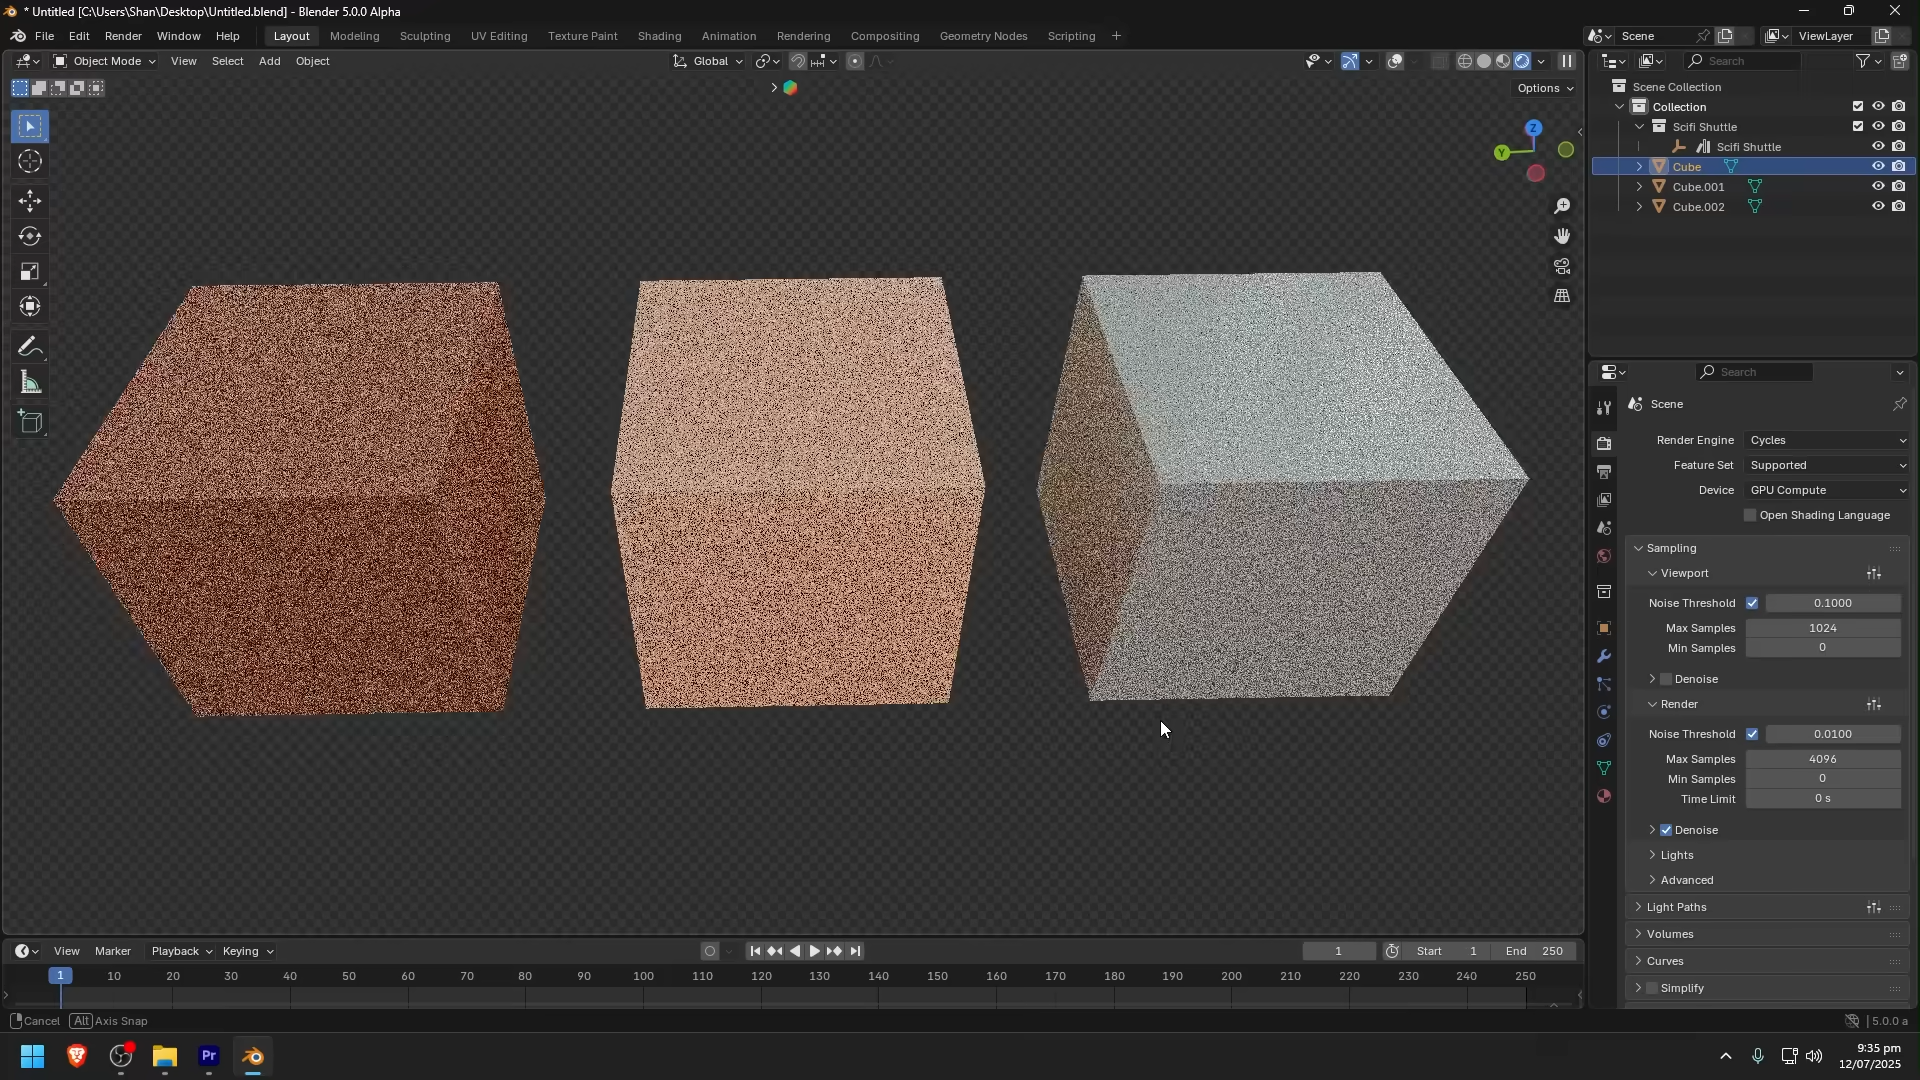 * Untitled [C:\Users\Shan\Desktop\Untitled.blend] - Blender 5.0.0 Alpha
File Edit Render Window Help Layout Modeling Sculpting UV Editing Texture Paint Shading Animation Rendering Compositing Geometry Nodes Scripting Scene ViewLayer
Object Mode View Select Add Object Global Search
Options
Scene Collection
Collection
Scifi Shuttle
Scifi Shuttle
Cube
Cube.001
Cube.002
Z
Y
Search
Scene
Render Engine Cycles
Feature Set Supported
Device GPU Compute
Open Shading Language
Sampling
Viewport
Noise Threshold 0.1000
Max Samples 1024
Min Samples 0
Denoise
Render
Noise Threshold 0.0100
Max Samples 4096
Min Samples 0
Time Limit 0 s
Denoise
Lights
Advanced
Light Paths
Volumes
Curves
Simplify
View Marker Playback Keying 1 Start 1 End 250
1 10 20 30 40 50 60 70 80 90 100 110 120 130 140 150 160 170 180 190 200 210 220 230 240 250
Cancel Alt Axis Snap 5.0.0 a
Pr
9:35 pm
12/07/2025